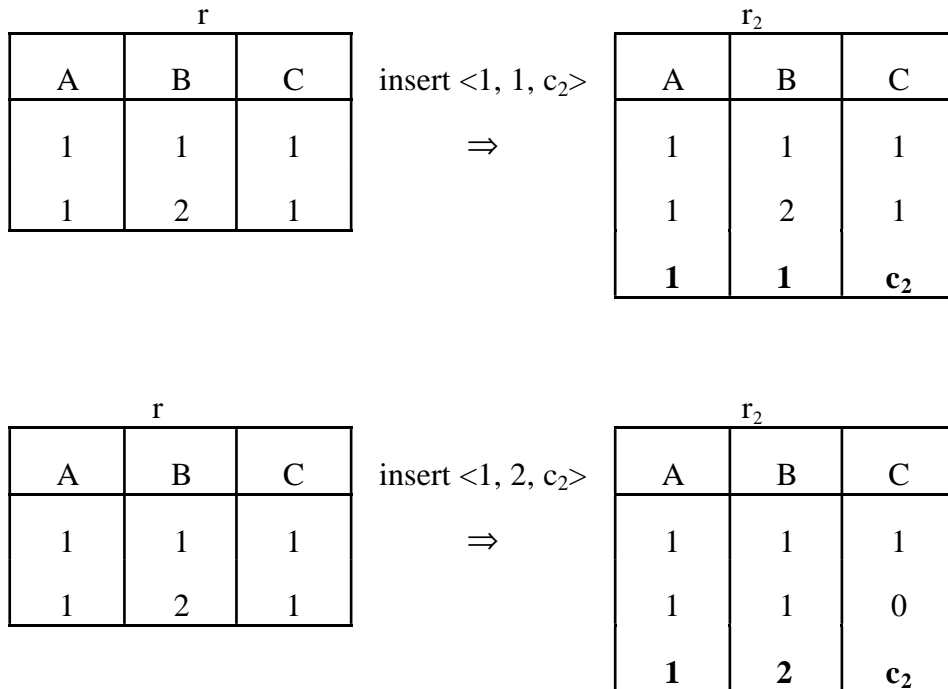 r r₂
A B C insert <1, 1, c₂> A B C
1 1 1 ⇒ 1 1 1
1 2 1 1 2 1
1 1 c₂
r r₂
A B C insert <1, 2, c₂> A B C
1 1 1 ⇒ 1 1 1
1 2 1 1 1 0
1 2 c₂